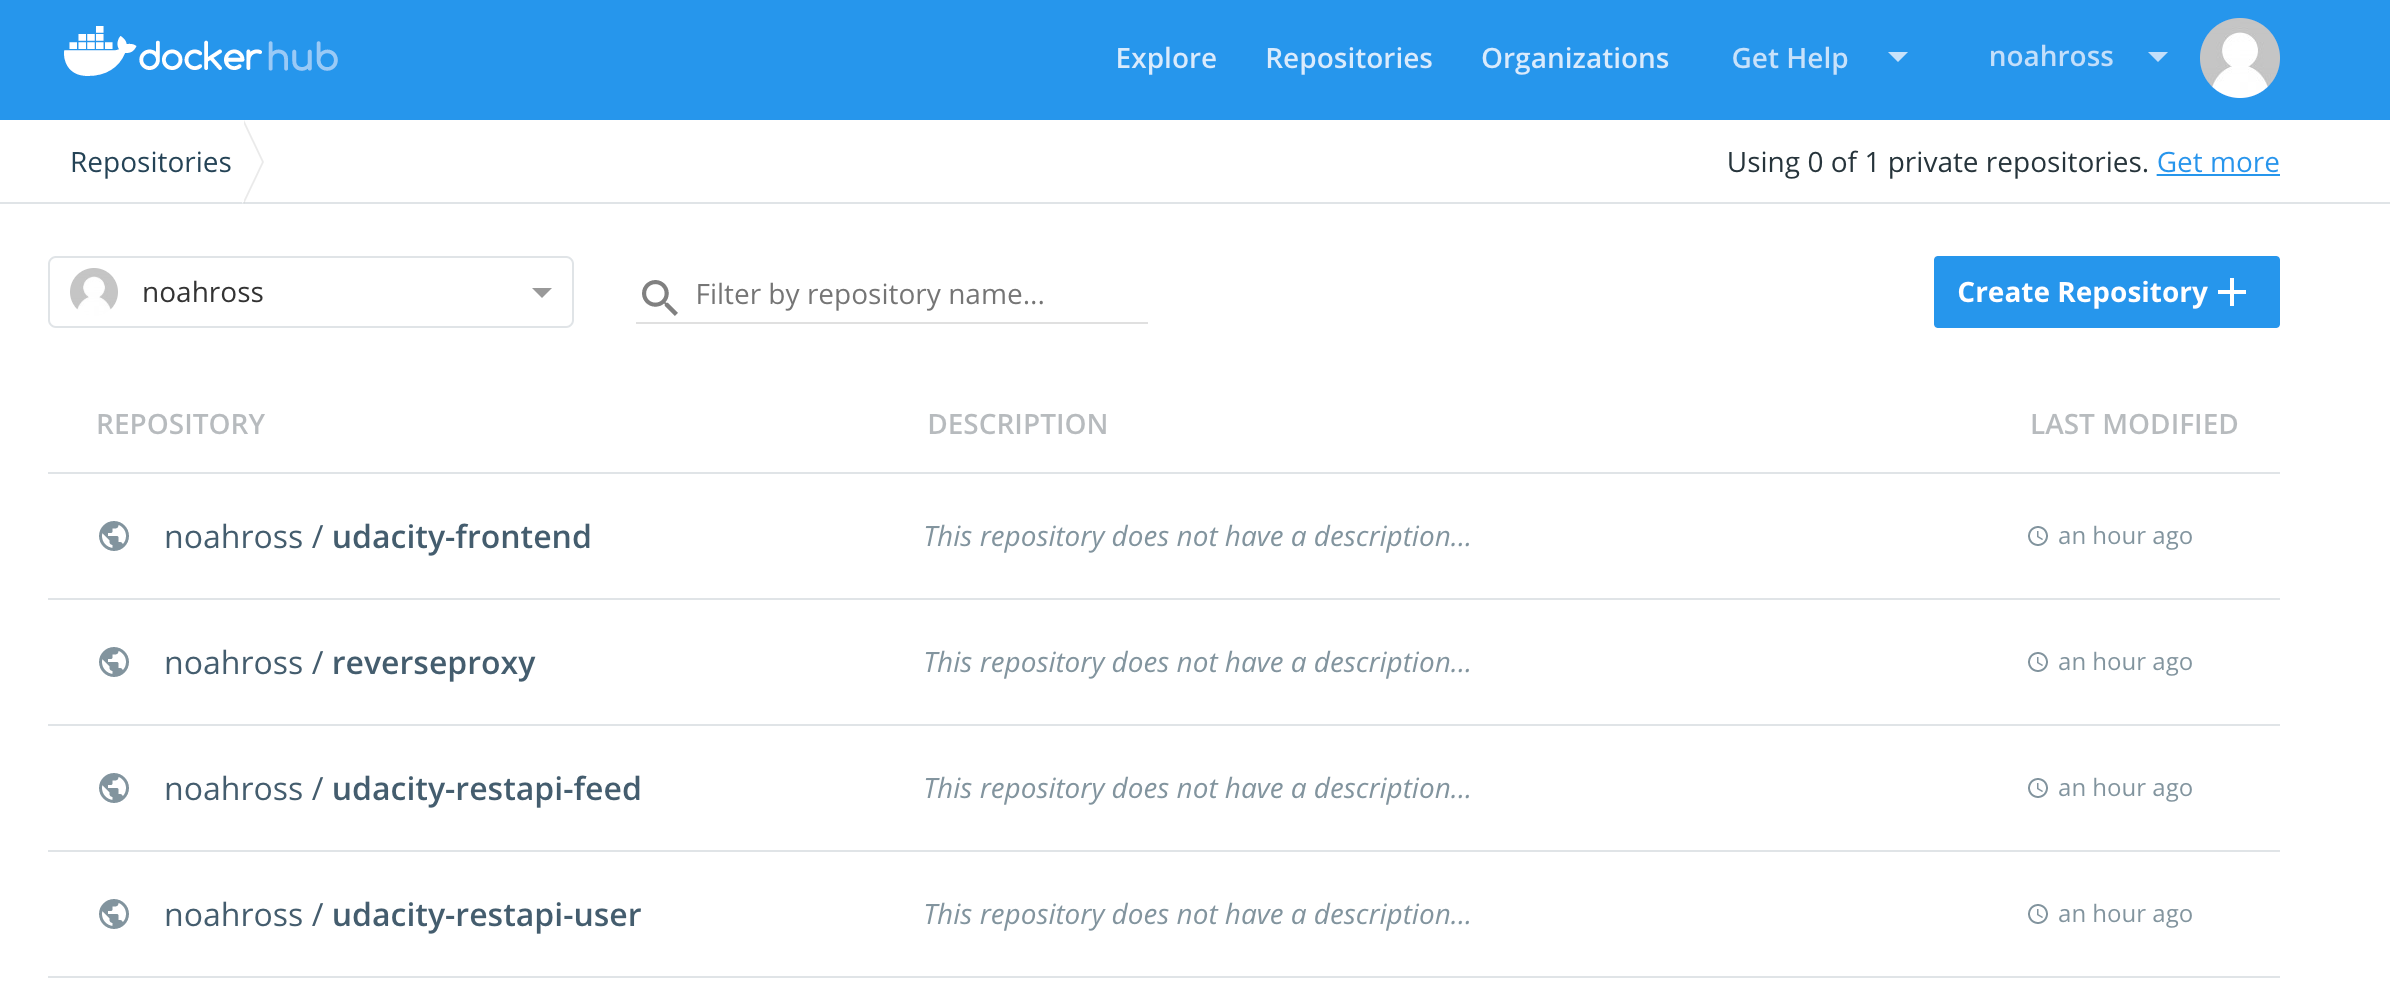 docker hub
Explore Repositories Organizations Get Help noahross
Repositories
Using 0 of 1 private repositories. Get more
noahross
Filter by repository name...
Create Repository +
REPOSITORY DESCRIPTION LAST MODIFIED
noahross / udacity-frontend This repository does not have a description... an hour ago
noahross / reverseproxy This repository does not have a description... an hour ago
noahross / udacity-restapi-feed This repository does not have a description... an hour ago
noahross / udacity-restapi-user This repository does not have a description... an hour ago